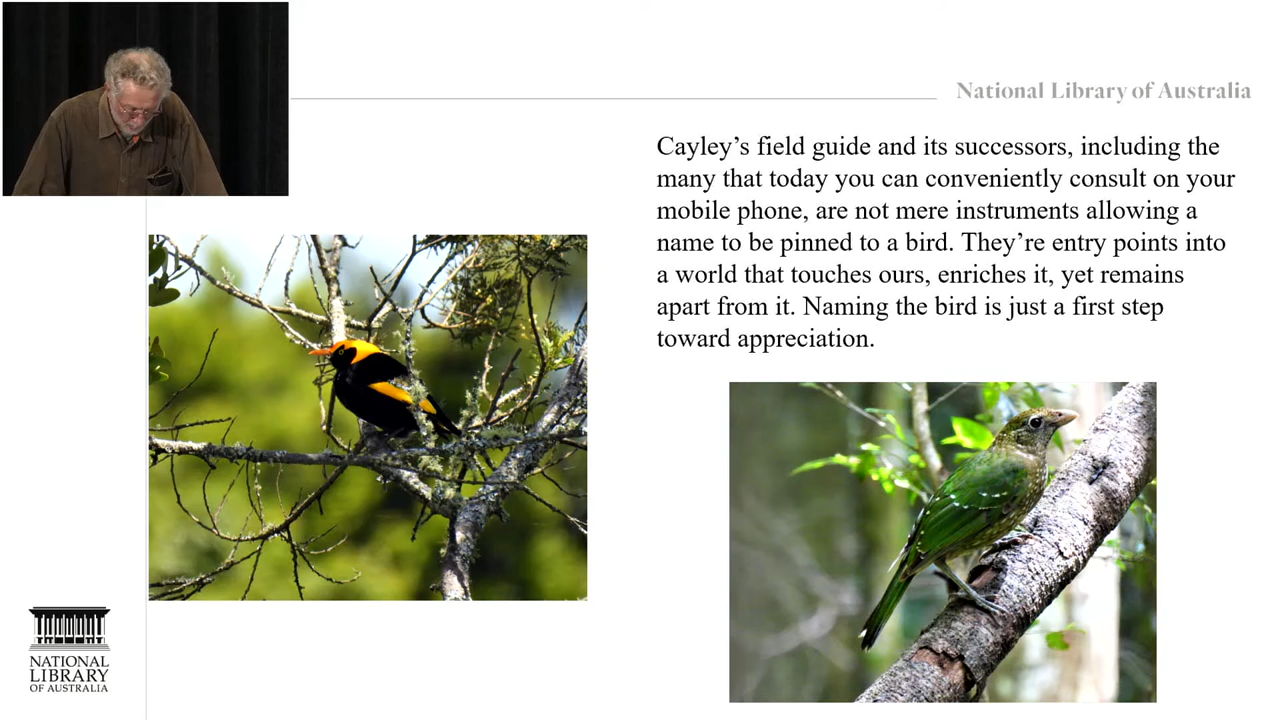 National Library of Australia
Cayley’s field guide and its successors, including the
many that today you can conveniently consult on your
mobile phone, are not mere instruments allowing a
name to be pinned to a bird. They’re entry points into
a world that touches ours, enriches it, yet remains
apart from it. Naming the bird is just a first step
toward appreciation.
NATIONAL
LIBRARY
OF AUSTRALIA